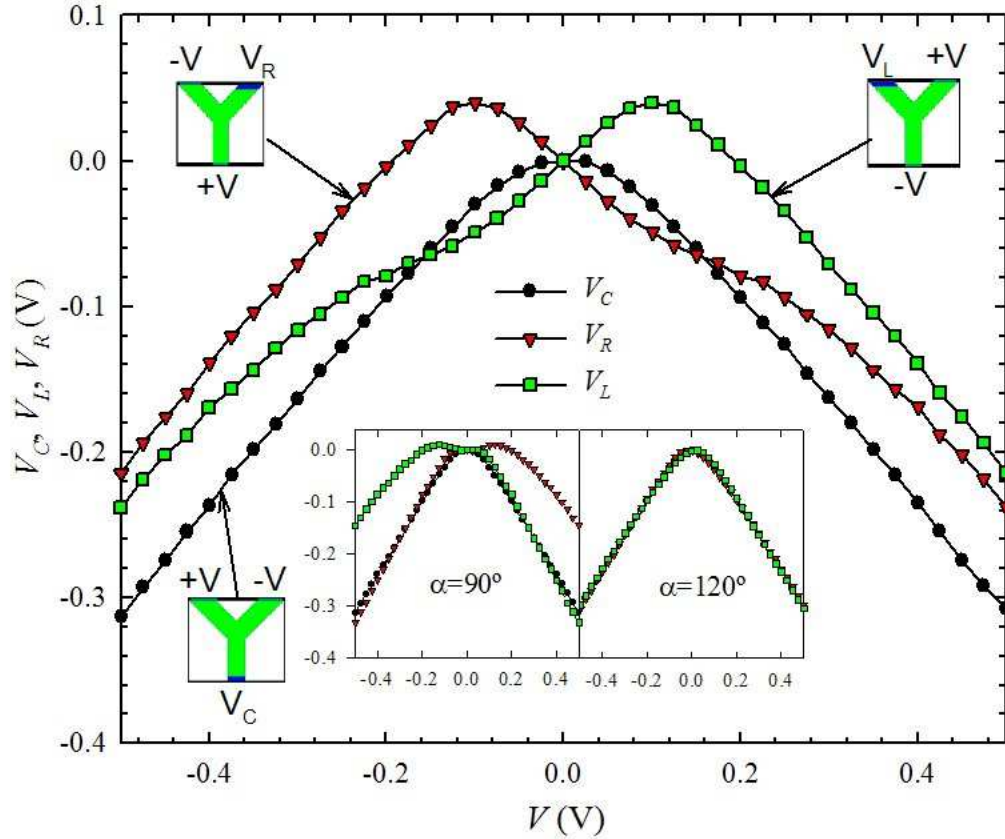 0.1
0.0
-0.1
-0.2
-0.3
-0.4
V_C, V_L, V_R (V)
-V V_R
+V
V_L +V
-V
V_C
V_R
V_L
+V -V
V_C
0.0
-0.1
-0.2
-0.3
-0.4
α=90º
α=120º
-0.4 -0.2 0.0 0.2 -0.4 -0.2 0.0 0.2 0.4
-0.4 -0.2 0.0 0.2 0.4
V (V)